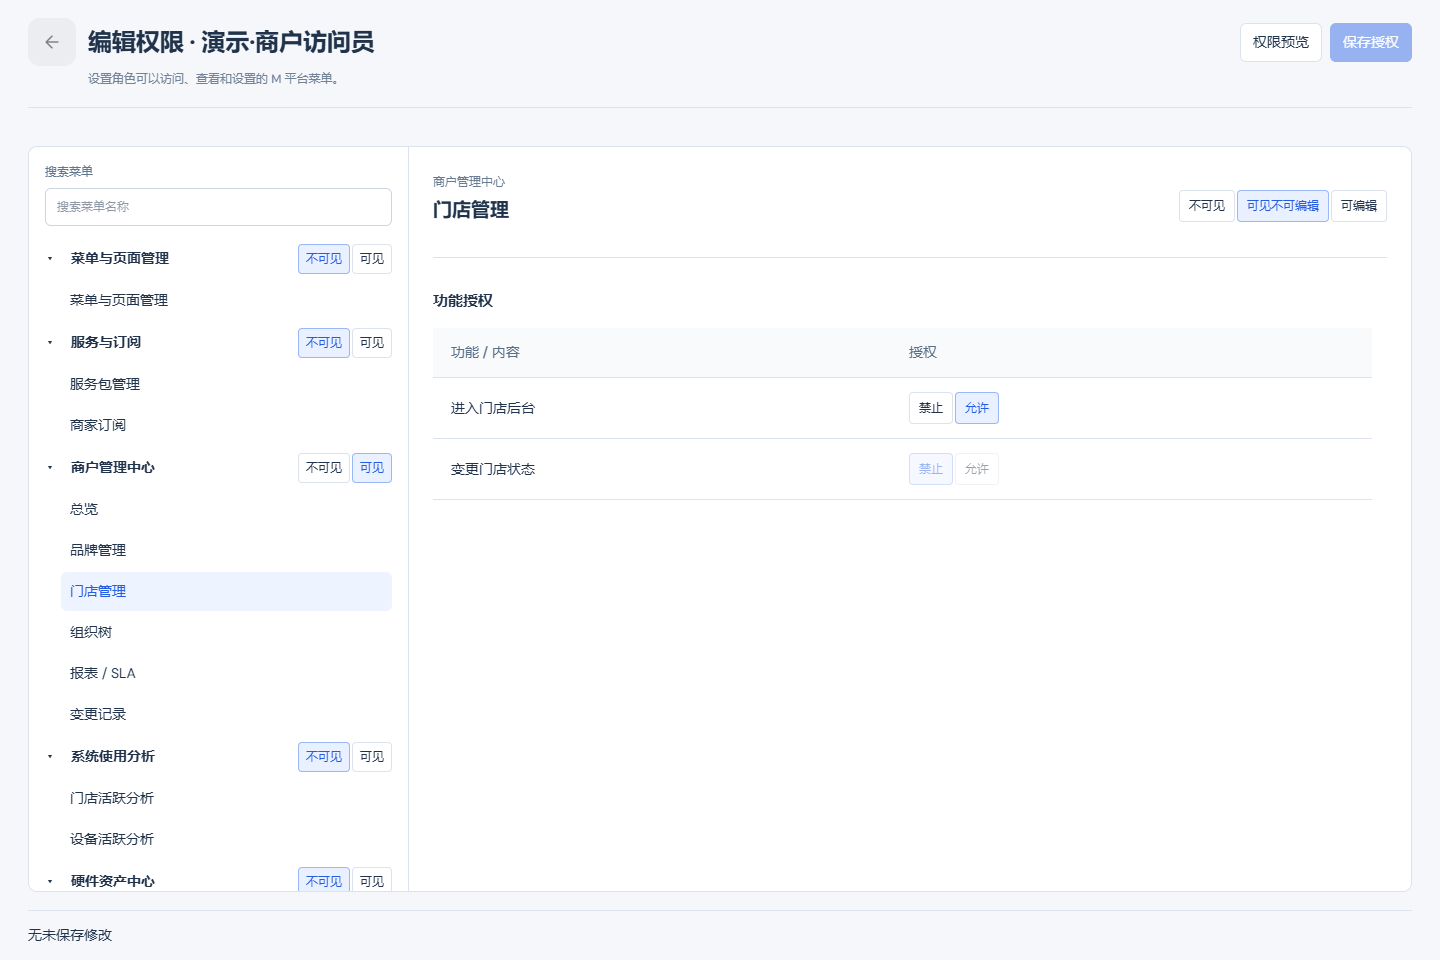 编辑权限 · 演示·商户访问员
设置角色可以访问、查看和设置的 M 平台菜单。
权限预览
保存授权
搜索菜单
搜索菜单名称
菜单与页面管理 不可见 可见
菜单与页面管理
服务与订阅 不可见 可见
服务包管理
商家订阅
商户管理中心 不可见 可见
总览
品牌管理
门店管理
组织树
报表 / SLA
变更记录
系统使用分析 不可见 可见
门店活跃分析
设备活跃分析
硬件资产中心 不可见 可见
商户管理中心
门店管理
不可见 可见不可编辑 可编辑
功能授权
功能 / 内容 授权
进入门店后台 禁止 允许
变更门店状态 禁止 允许
无未保存修改